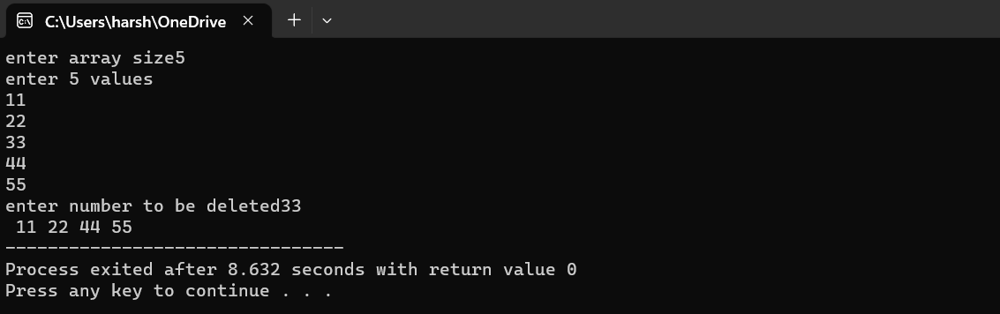 C:\Users\harsh\OneDrive
enter array size5
enter 5 values
11
22
33
44
55
enter number to be deleted33
 11 22 44 55
--------------------------------
Process exited after 8.632 seconds with return value 0
Press any key to continue . . .